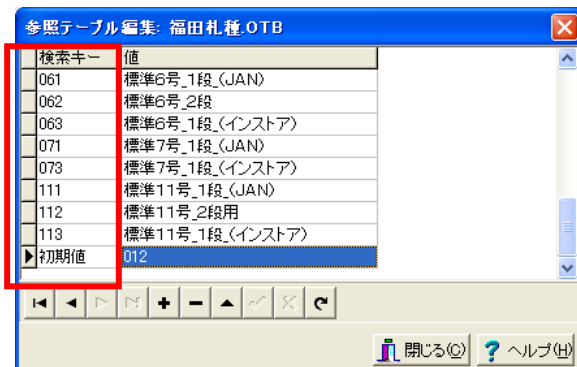 参照テーブル編集: 福田札種.OTB
検索キー 値
061 標準6号_1段_(JAN)
062 標準6号_2段
063 標準6号_1段_(インストア)
071 標準7号_1段_(JAN)
073 標準7号_1段_(インストア)
111 標準11号_1段_(JAN)
112 標準11号_2段用
113 標準11号_1段_(インストア)
初期値 012
閉じる(C) ? ヘルプ(H)